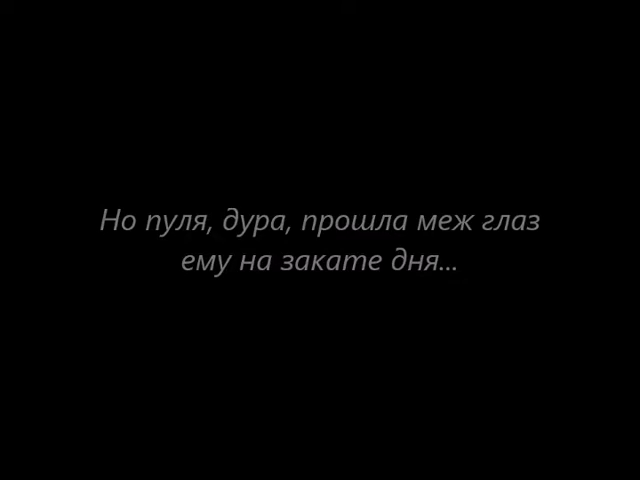 Но пуля, дура, прошла меж глаз
ему на закате дня...